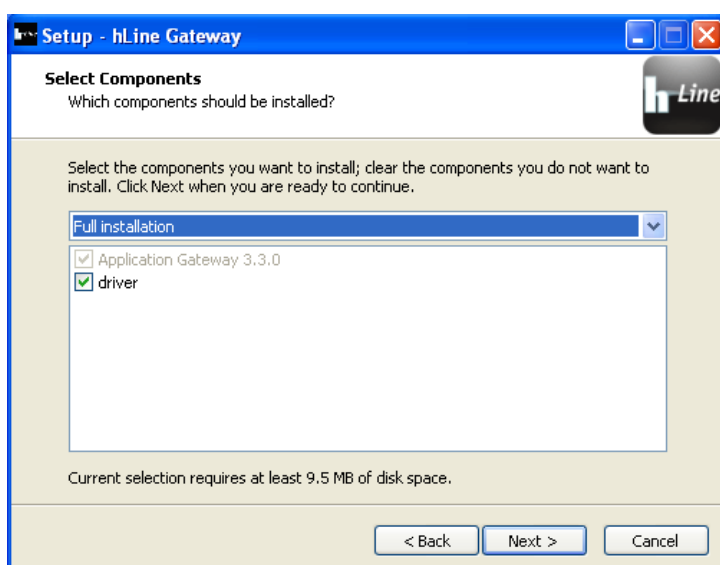 Setup - hLine Gateway
Select Components
Which components should be installed?
h Line
Select the components you want to install; clear the components you do not want to
install. Click Next when you are ready to continue.
Full installation
Application Gateway 3.3.0
driver
Current selection requires at least 9.5 MB of disk space.
< Back
Next >
Cancel